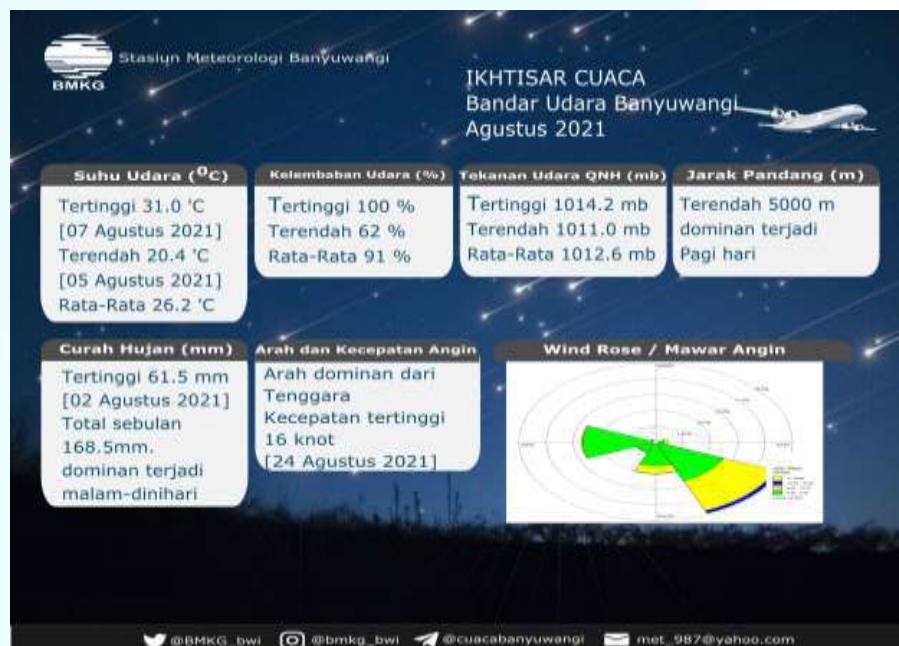 BMKG
Stasiun Meteorologi Banyuwangi
IKHTISAR CUACA
Bandar Udara Banyuwangi
Agustus 2021
Suhu Udara (⁰C)
Tertinggi 31.0 'C
[07 Agustus 2021]
Terendah 20.4 'C
[05 Agustus 2021]
Rata-Rata 26.2 'C
Kelembaban Udara (%)
Tertinggi 100 %
Terendah 62 %
Rata-Rata 91 %
Tekanan Udara QNH (mb)
Tertinggi 1014.2 mb
Terendah 1011.0 mb
Rata-Rata 1012.6 mb
Jarak Pandang (m)
Terendah 5000 m
dominan terjadi
Pagi hari
Curah Hujan (mm)
Tertinggi 61.5 mm
[02 Agustus 2021]
Total sebulan
168.5mm.
dominan terjadi
malam-dinihari
Arah dan Kecepatan Angin
Arah dominan dari
Tenggara
Kecepatan tertinggi
16 knot
[24 Agustus 2021]
Wind Rose / Mawar Angin
@BMKG_bwi @bmkg_bwi @cuacabanyuwangi met_987@yahoo.com